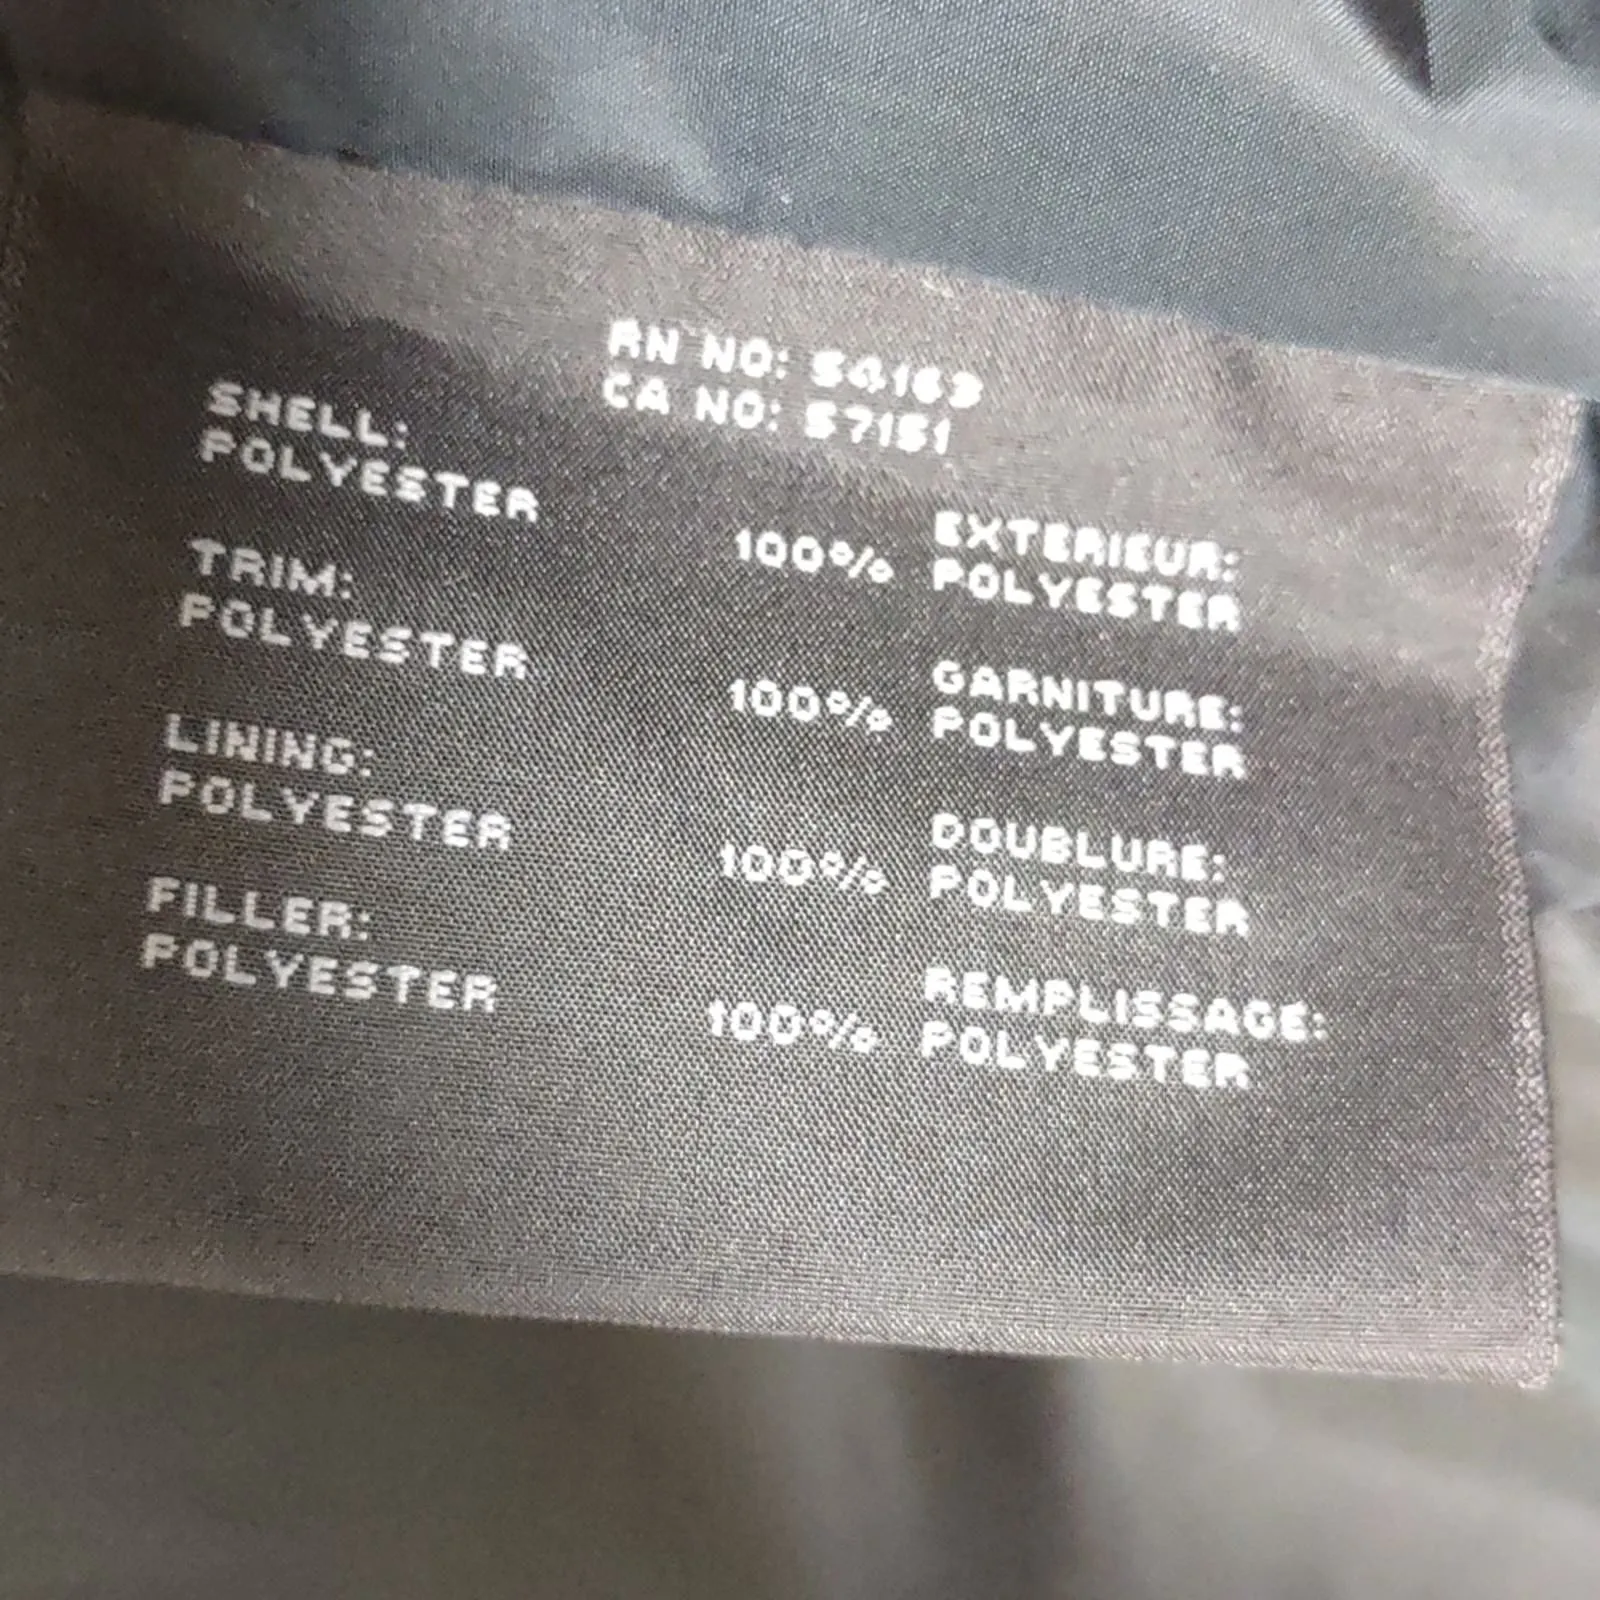 RN NO: 54163
CA NO: 57151
SHELL:
POLYESTER 100%
TRIM:
POLYESTER 100%
LINING:
POLYESTER 100%
FILLER:
POLYESTER 100%
EXTERIEUR:
POLYESTER
GARNITURE:
POLYESTER
DOUBLURE:
POLYESTER
REMPLISSAGE:
POLYESTER